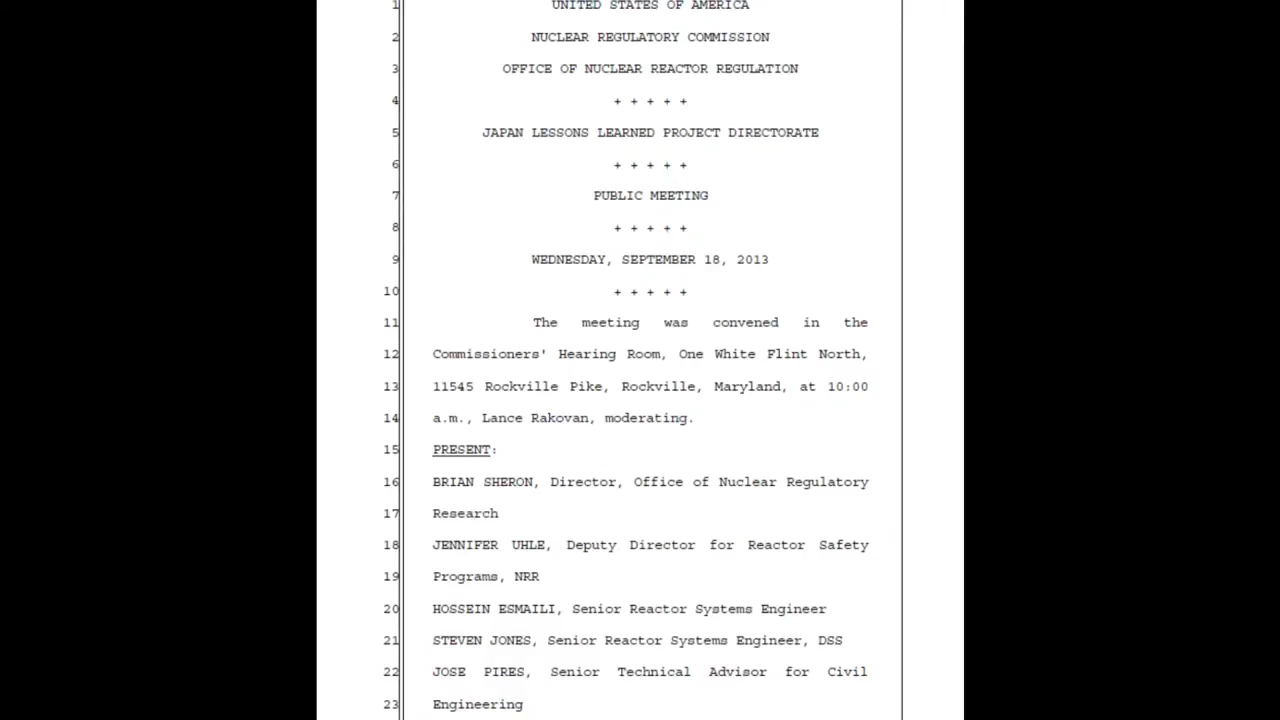 1 UNITED STATES OF AMERICA
2 NUCLEAR REGULATORY COMMISSION
3 OFFICE OF NUCLEAR REACTOR REGULATION
4 + + + + +
5 JAPAN LESSONS LEARNED PROJECT DIRECTORATE
6 + + + + +
7 PUBLIC MEETING
8 + + + + +
9 WEDNESDAY, SEPTEMBER 18, 2013
10 + + + + +
11 The meeting was convened in the
12 Commissioners' Hearing Room, One White Flint North,
13 11545 Rockville Pike, Rockville, Maryland, at 10:00
14 a.m., Lance Rakovan, moderating.
15 PRESENT:
16 BRIAN SHERON, Director, Office of Nuclear Regulatory
17 Research
18 JENNIFER UHLE, Deputy Director for Reactor Safety
19 Programs, NRR
20 HOSSEIN ESMAILI, Senior Reactor Systems Engineer
21 STEVEN JONES, Senior Reactor Systems Engineer, DSS
22 JOSE PIRES, Senior Technical Advisor for Civil
23 Engineering